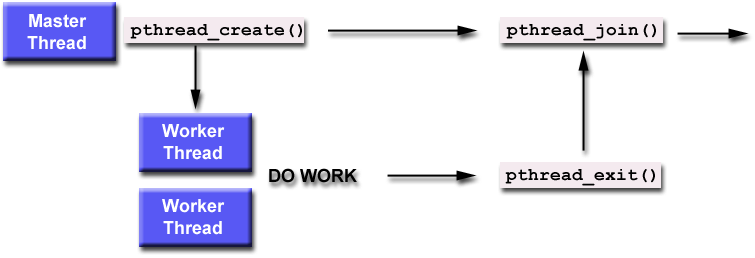 Master
Thread
pthread_create()
pthread_join()
Worker
Thread
DO WORK
pthread_exit()
Worker
Thread